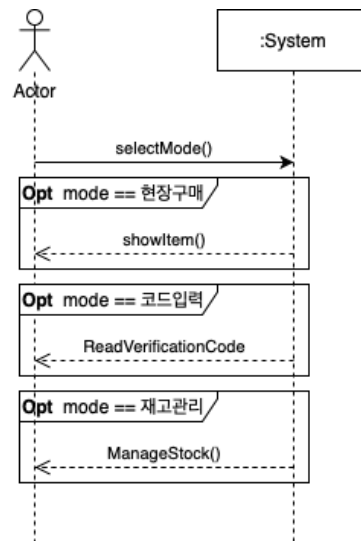 :System
Actor
selectMode()
Opt mode == 현장구매
showItem()
Opt mode == 코드입력
ReadVerificationCode
Opt mode == 재고관리
ManageStock()